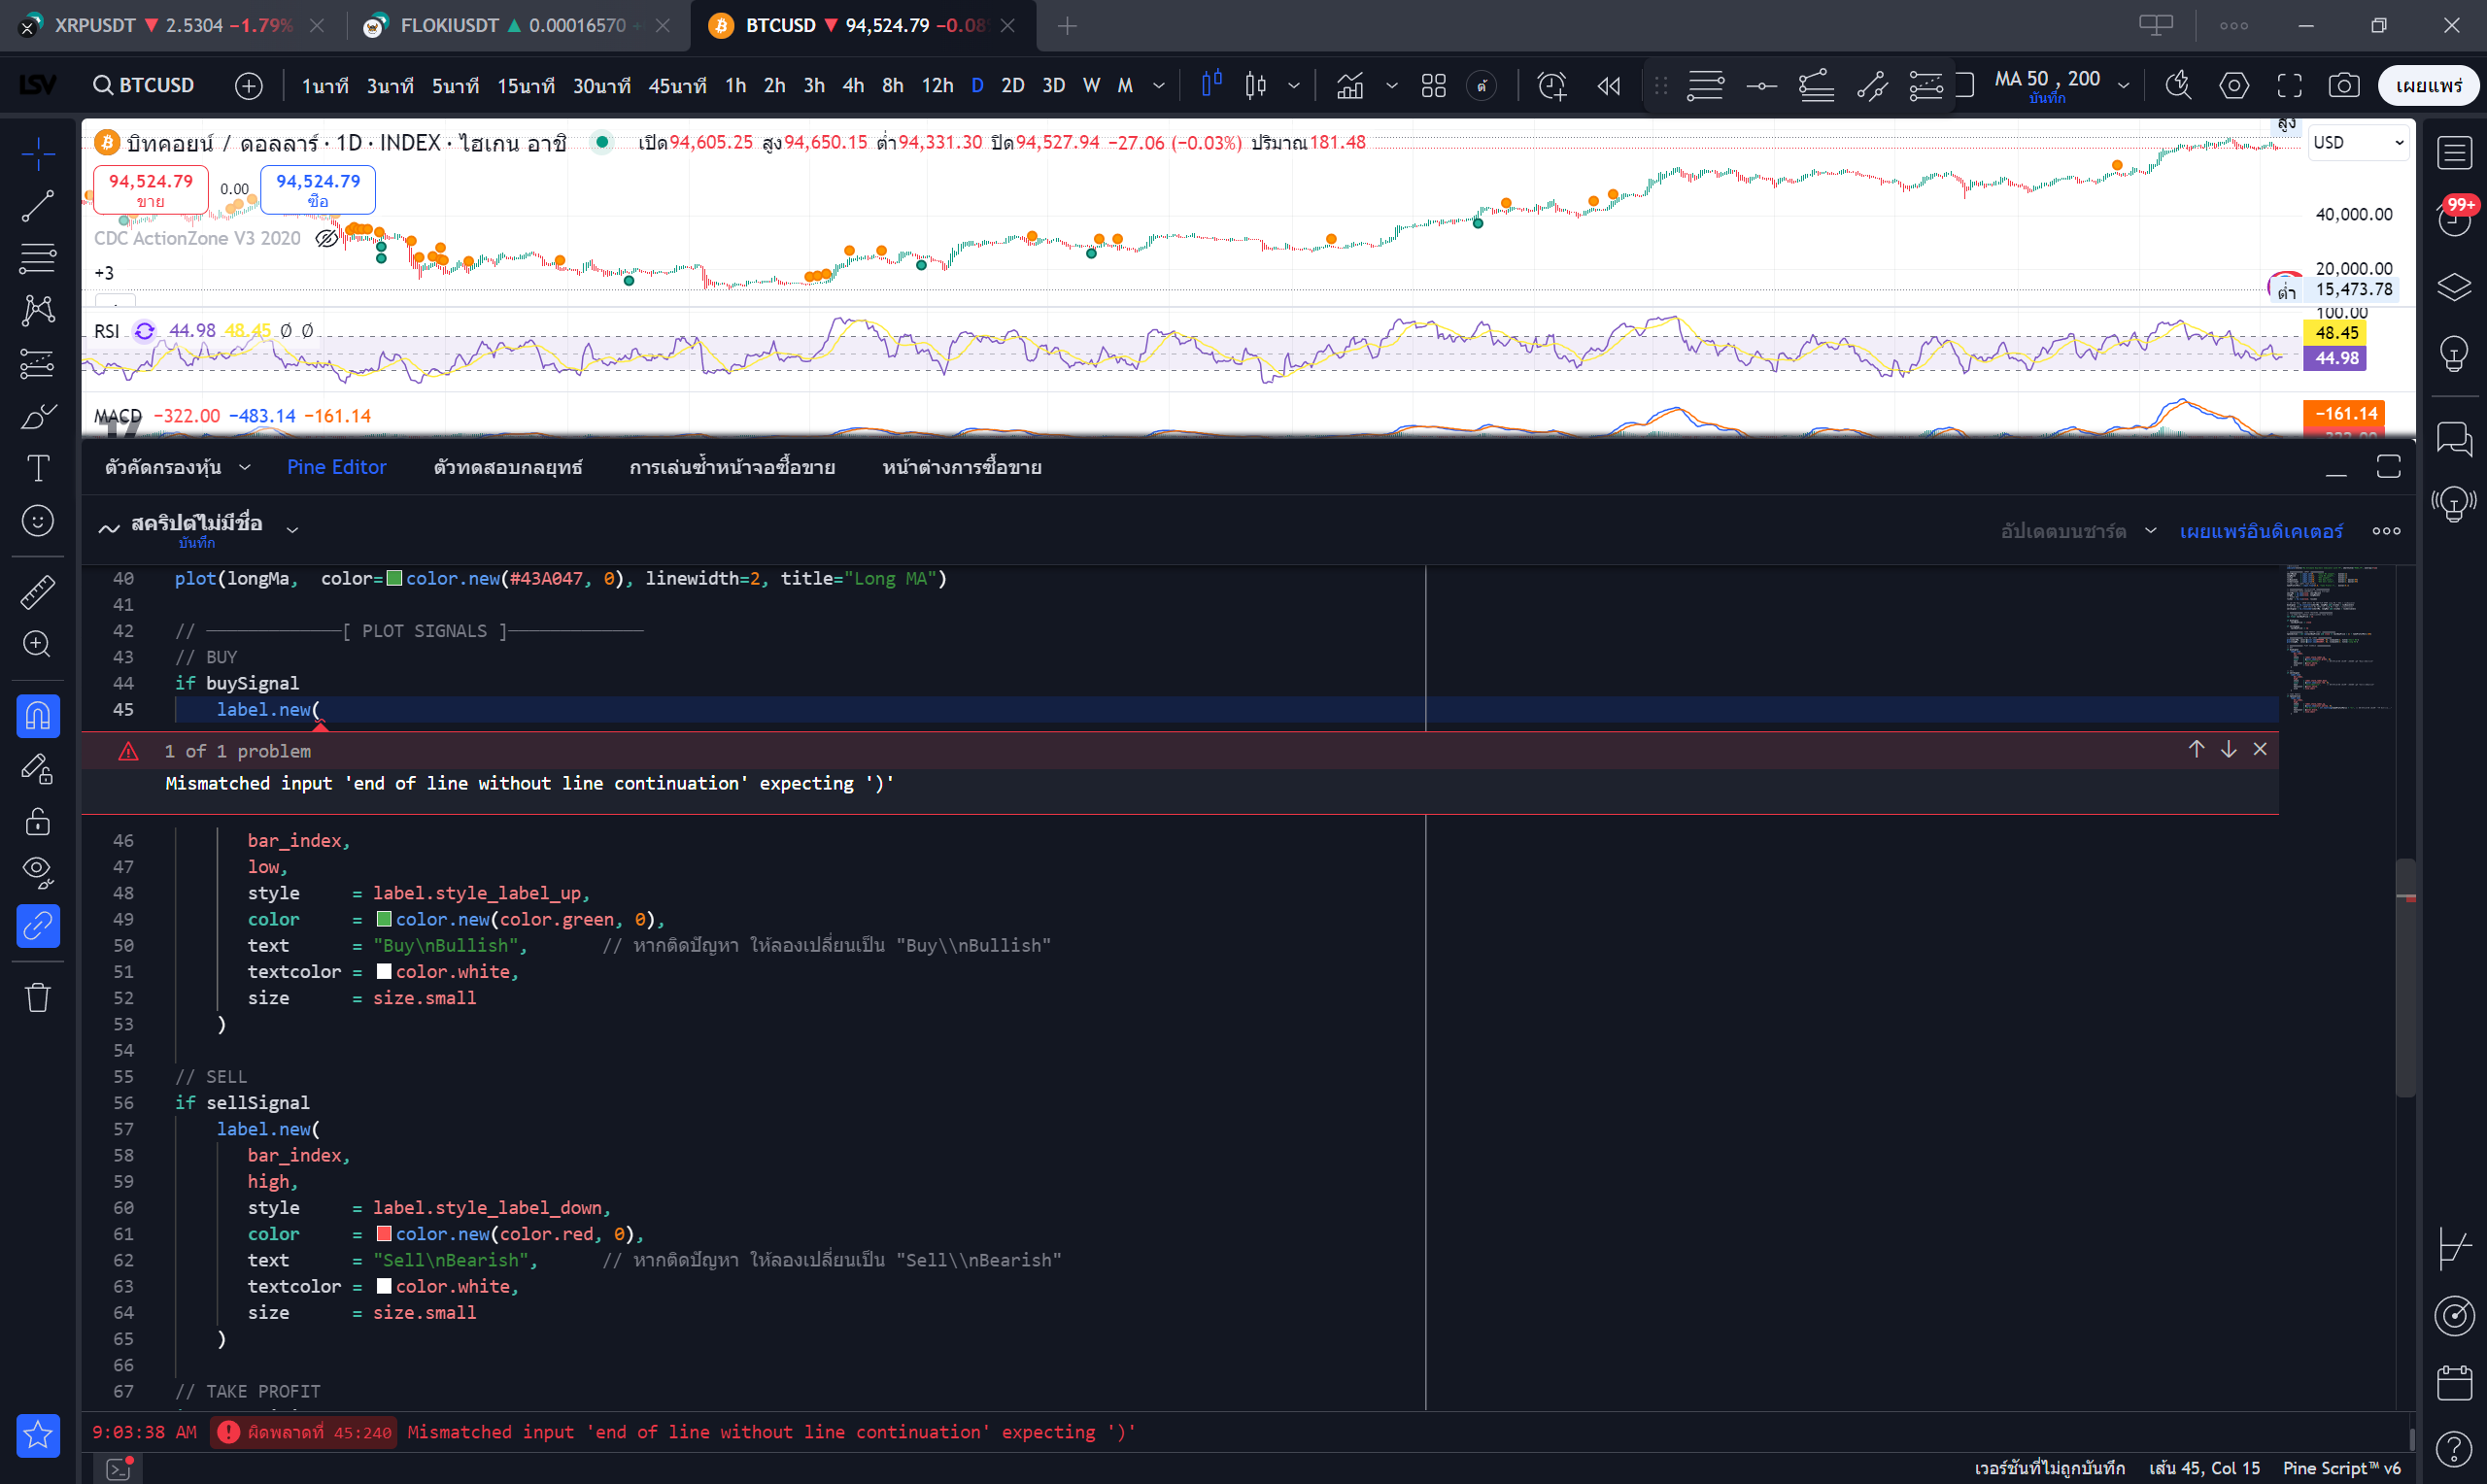 XRPUSDT ▼ 2.5304 −1.79%
FLOKIUSDT ▲ 0.00016570
BTCUSD ▼ 94,524.79 −0.08
LSV
BTCUSD
1นาที 3นาที 5นาที 15นาที 30นาที 45นาที 1h 2h 3h 4h 8h 12h D 2D 3D W M
ตั
MA 50 , 200
บันทึก
เผยแพร่
บิทคอยน์ / ดอลลาร์ · 1D · INDEX · ไฮเกน อาชิ
เปิด94,605.25 สูง94,650.15 ต่ำ94,331.30 ปิด94,527.94 −27.06 (−0.03%) ปริมาณ181.48
สูง
USD
94,524.79
ขาย
0.00
94,524.79
ซื้อ
99+
40,000.00
CDC ActionZone V3 2020
+3
20,000.00
ต่ำ 15,473.78
100.00
RSI 44.98 48.45 Ø Ø
48.45
44.98
MACD −322.00 −483.14 −161.14
−161.14
ตัวคัดกรองหุ้น
Pine Editor
ตัวทดสอบกลยุทธ์
การเล่นซ้ำหน้าจอซื้อขาย
หน้าต่างการซื้อขาย
สคริปต์ไม่มีชื่อ
บันทึก
อัปเดตบนชาร์ต
เผยแพร่อินดิเคเตอร์
40 plot(longMa,  color=color.new(#43A047, 0), linewidth=2, title="Long MA")
41
42 // ─────────────[ PLOT SIGNALS ]─────────────
43 // BUY
44 if buySignal
45     label.new(
1 of 1 problem
Mismatched input 'end of line without line continuation' expecting ')'
46        bar_index,
47        low,
48        style     = label.style_label_up,
49        color     = color.new(color.green, 0),
50        text      = "Buy\nBullish",       // หากติดปัญหา ให้ลองเปลี่ยนเป็น "Buy\\nBullish"
51        textcolor = color.white,
52        size      = size.small
53     )
54
55 // SELL
56 if sellSignal
57     label.new(
58        bar_index,
59        high,
60        style     = label.style_label_down,
61        color     = color.new(color.red, 0),
62        text      = "Sell\nBearish",      // หากติดปัญหา ให้ลองเปลี่ยนเป็น "Sell\\nBearish"
63        textcolor = color.white,
64        size      = size.small
65     )
66
67 // TAKE PROFIT
9:03:38 AM ผิดพลาดที่ 45:240 Mismatched input 'end of line without line continuation' expecting ')'
เวอร์ชันที่ไม่ถูกบันทึก เส้น 45, Col 15 Pine Script™ v6